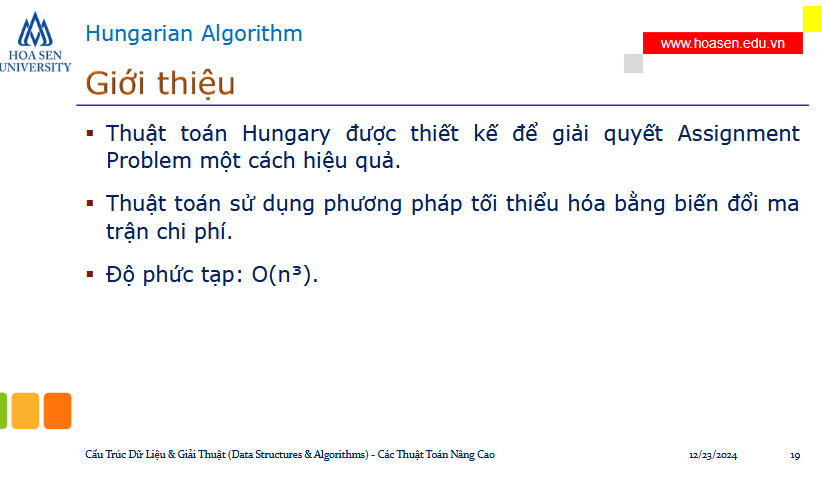 HOA SEN
UNIVERSITY
Hungarian Algorithm
www.hoasen.edu.vn
Giới thiệu
▪ Thuật toán Hungary được thiết kế để giải quyết Assignment
Problem một cách hiệu quả.
▪ Thuật toán sử dụng phương pháp tối thiểu hóa bằng biến đổi ma
trận chi phí.
▪ Độ phức tạp: O(n³).
Cấu Trúc Dữ Liệu & Giải Thuật (Data Structures & Algorithms) - Các Thuật Toán Nâng Cao
12/23/2024
19